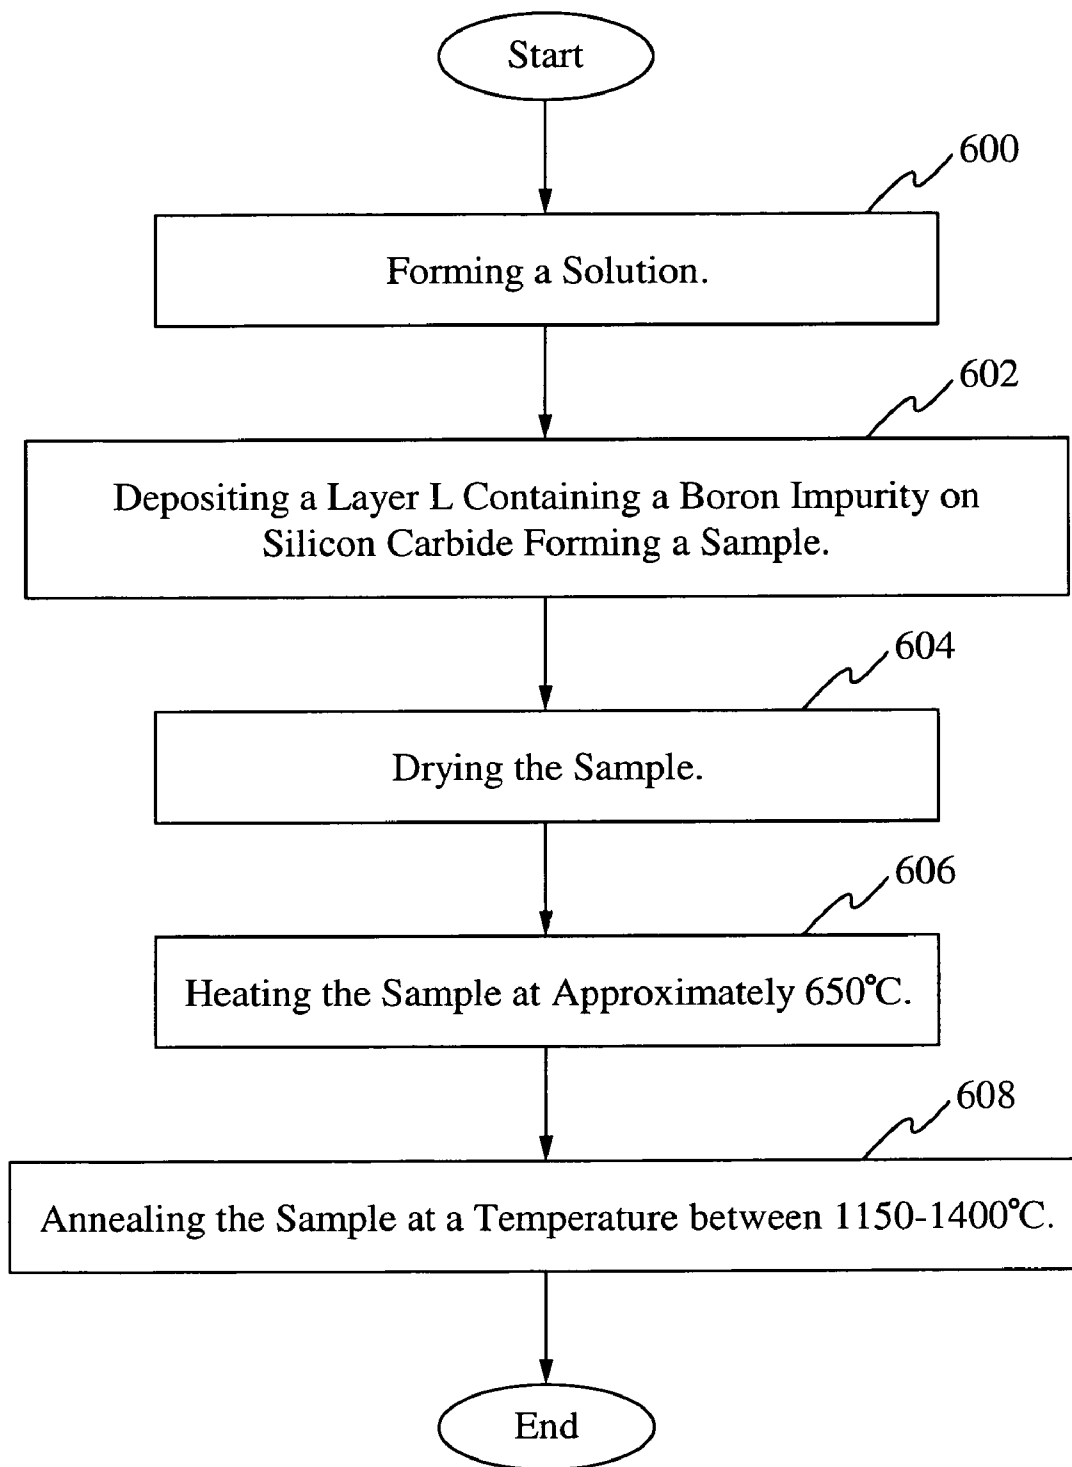 Start
600
Forming a Solution.
602
Depositing a Layer L Containing a Boron Impurity on
Silicon Carbide Forming a Sample.
604
Drying the Sample.
606
Heating the Sample at Approximately 650°C.
608
Annealing the Sample at a Temperature between 1150-1400°C.
End